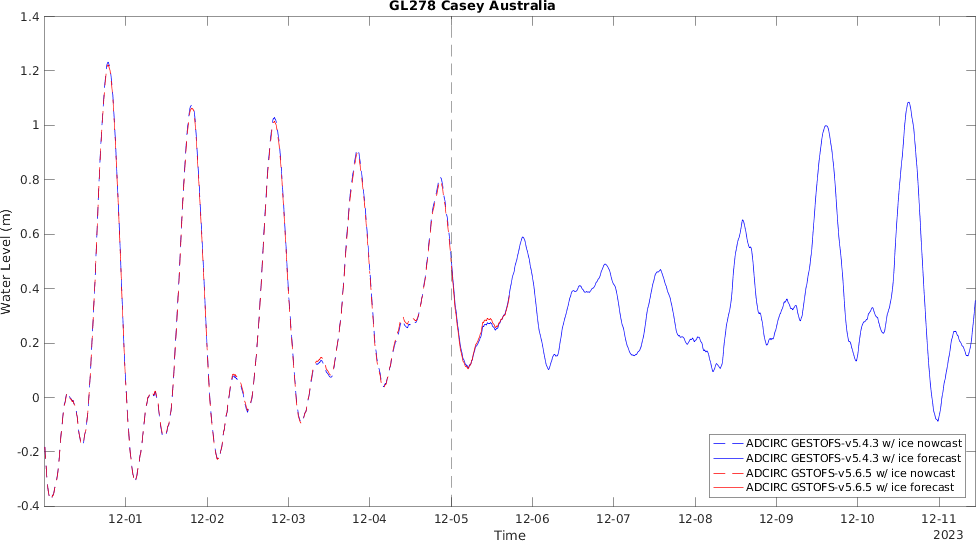 GL278 Casey Australia
Water Level (m)
1.4
1.2
1
0.8
0.6
0.4
0.2
0
-0.2
-0.4
12-01 12-02 12-03 12-04 12-05 12-06 12-07 12-08 12-09 12-10 12-11
Time
2023
ADCIRC GESTOFS-v5.4.3 w/ ice nowcast
ADCIRC GESTOFS-v5.4.3 w/ ice forecast
ADCIRC GSTOFS-v5.6.5 w/ ice nowcast
ADCIRC GSTOFS-v5.6.5 w/ ice forecast